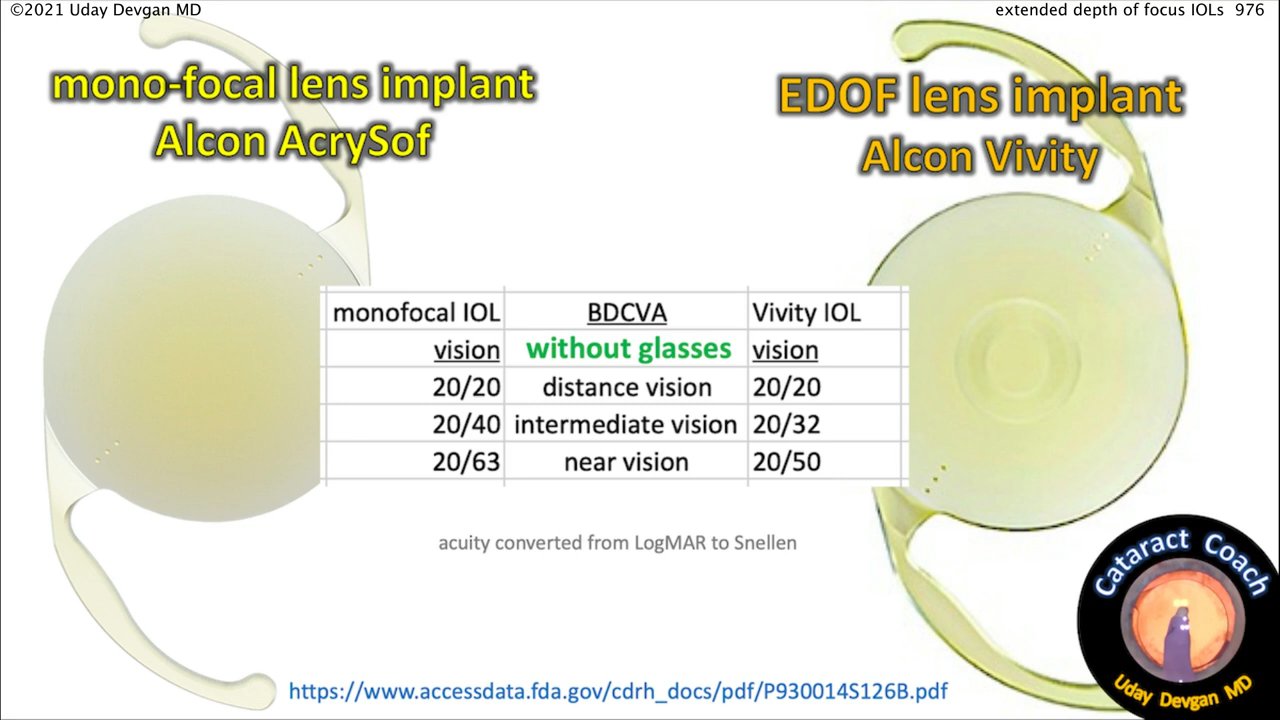 ©2021 Uday Devgan MD
extended depth of focus IOLs 976
mono-focal lens implant
Alcon AcrySof
EDOF lens implant
Alcon Vivity
monofocal IOL BDCVA Vivity IOL
vision without glasses vision
20/20 distance vision 20/20
20/40 intermediate vision 20/32
20/63 near vision 20/50
acuity converted from LogMAR to Snellen
Cataract Coach
Uday Devgan MD
https://www.accessdata.fda.gov/cdrh_docs/pdf/P930014S126B.pdf